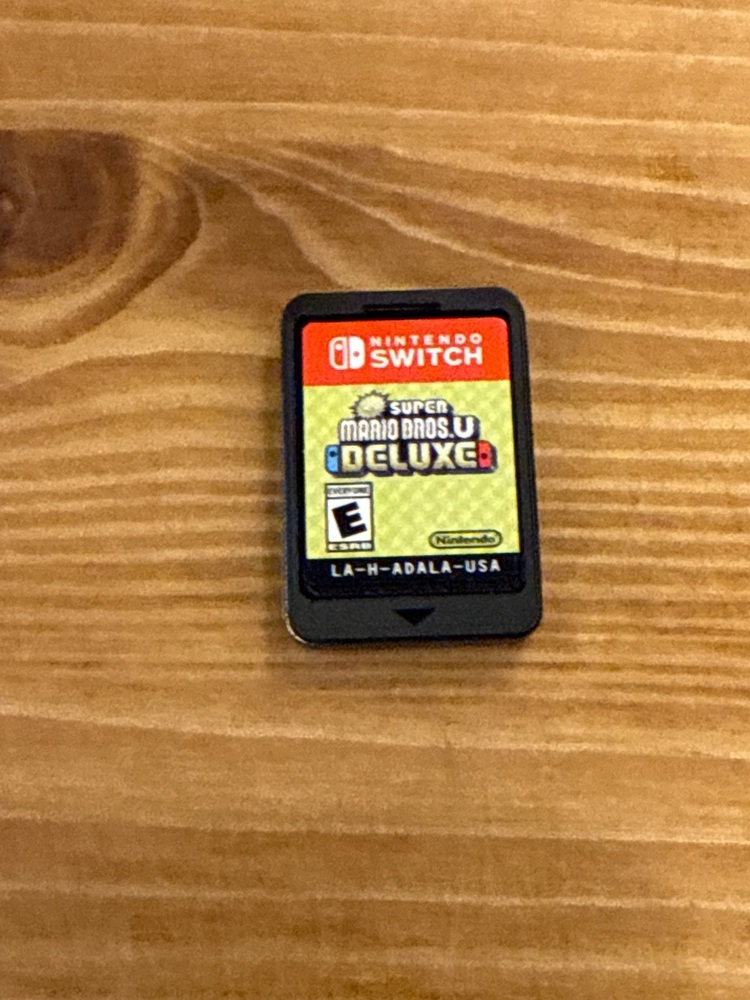 NINTENDO
SWITCH
SUPER
MARIO BROS. U
DELUXE
EVERYONE
E
ESRB
Nintendo
LA-H-ADALA-USA